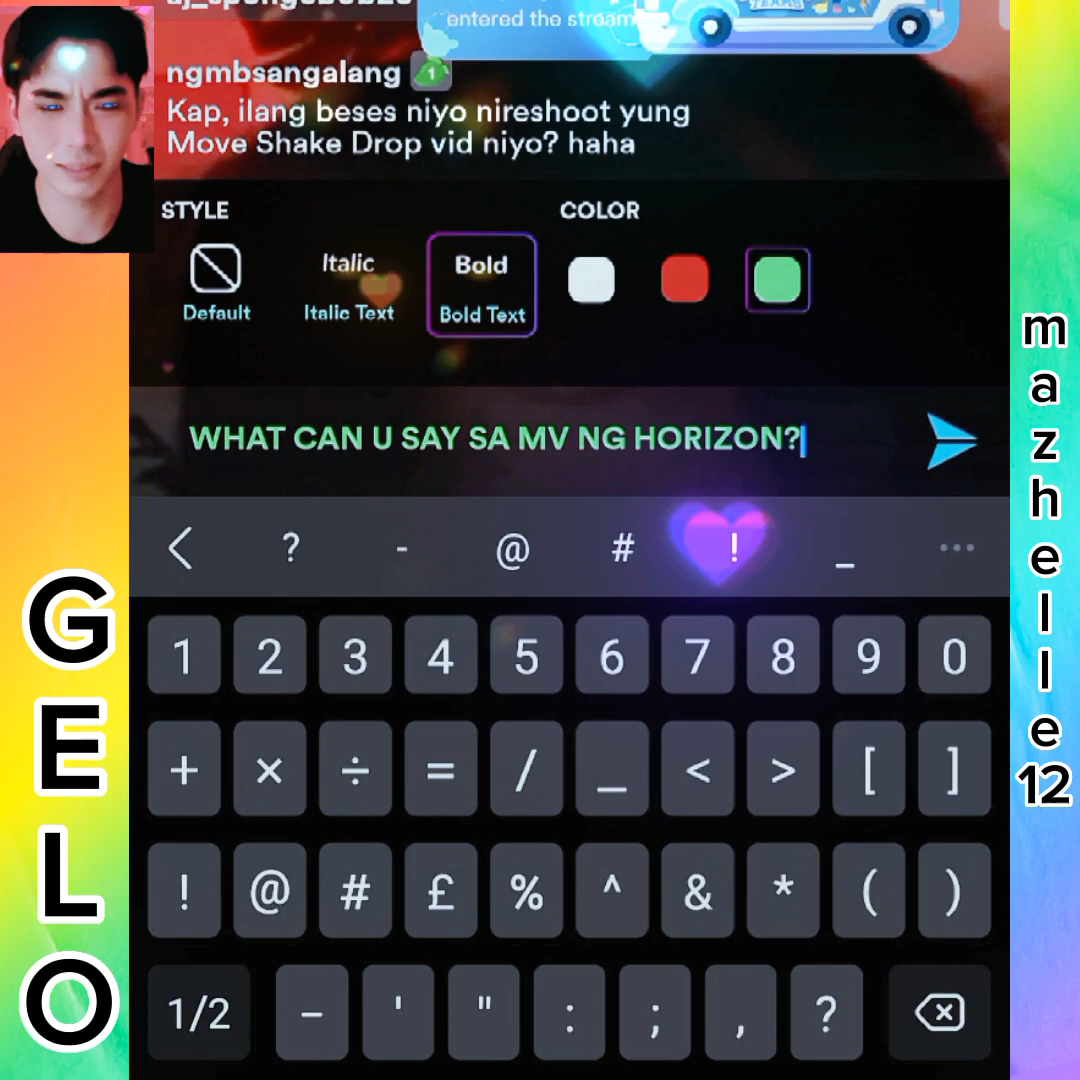 entered the stream
ngmbsangalang 1
Kap, ilang beses niyo nireshoot yung
Move Shake Drop vid niyo? haha
STYLE
COLOR
Default
Italic
Italic Text
Bold
Bold Text
WHAT CAN U SAY SA MV NG HORIZON?
? - @ # ! _
1 2 3 4 5 6 7 8 9 0
+ × ÷ = / _ < > [ ]
! @ # £ % ^ & * ( )
1/2 - ' " : ; , ?
GELO
mazhelle12